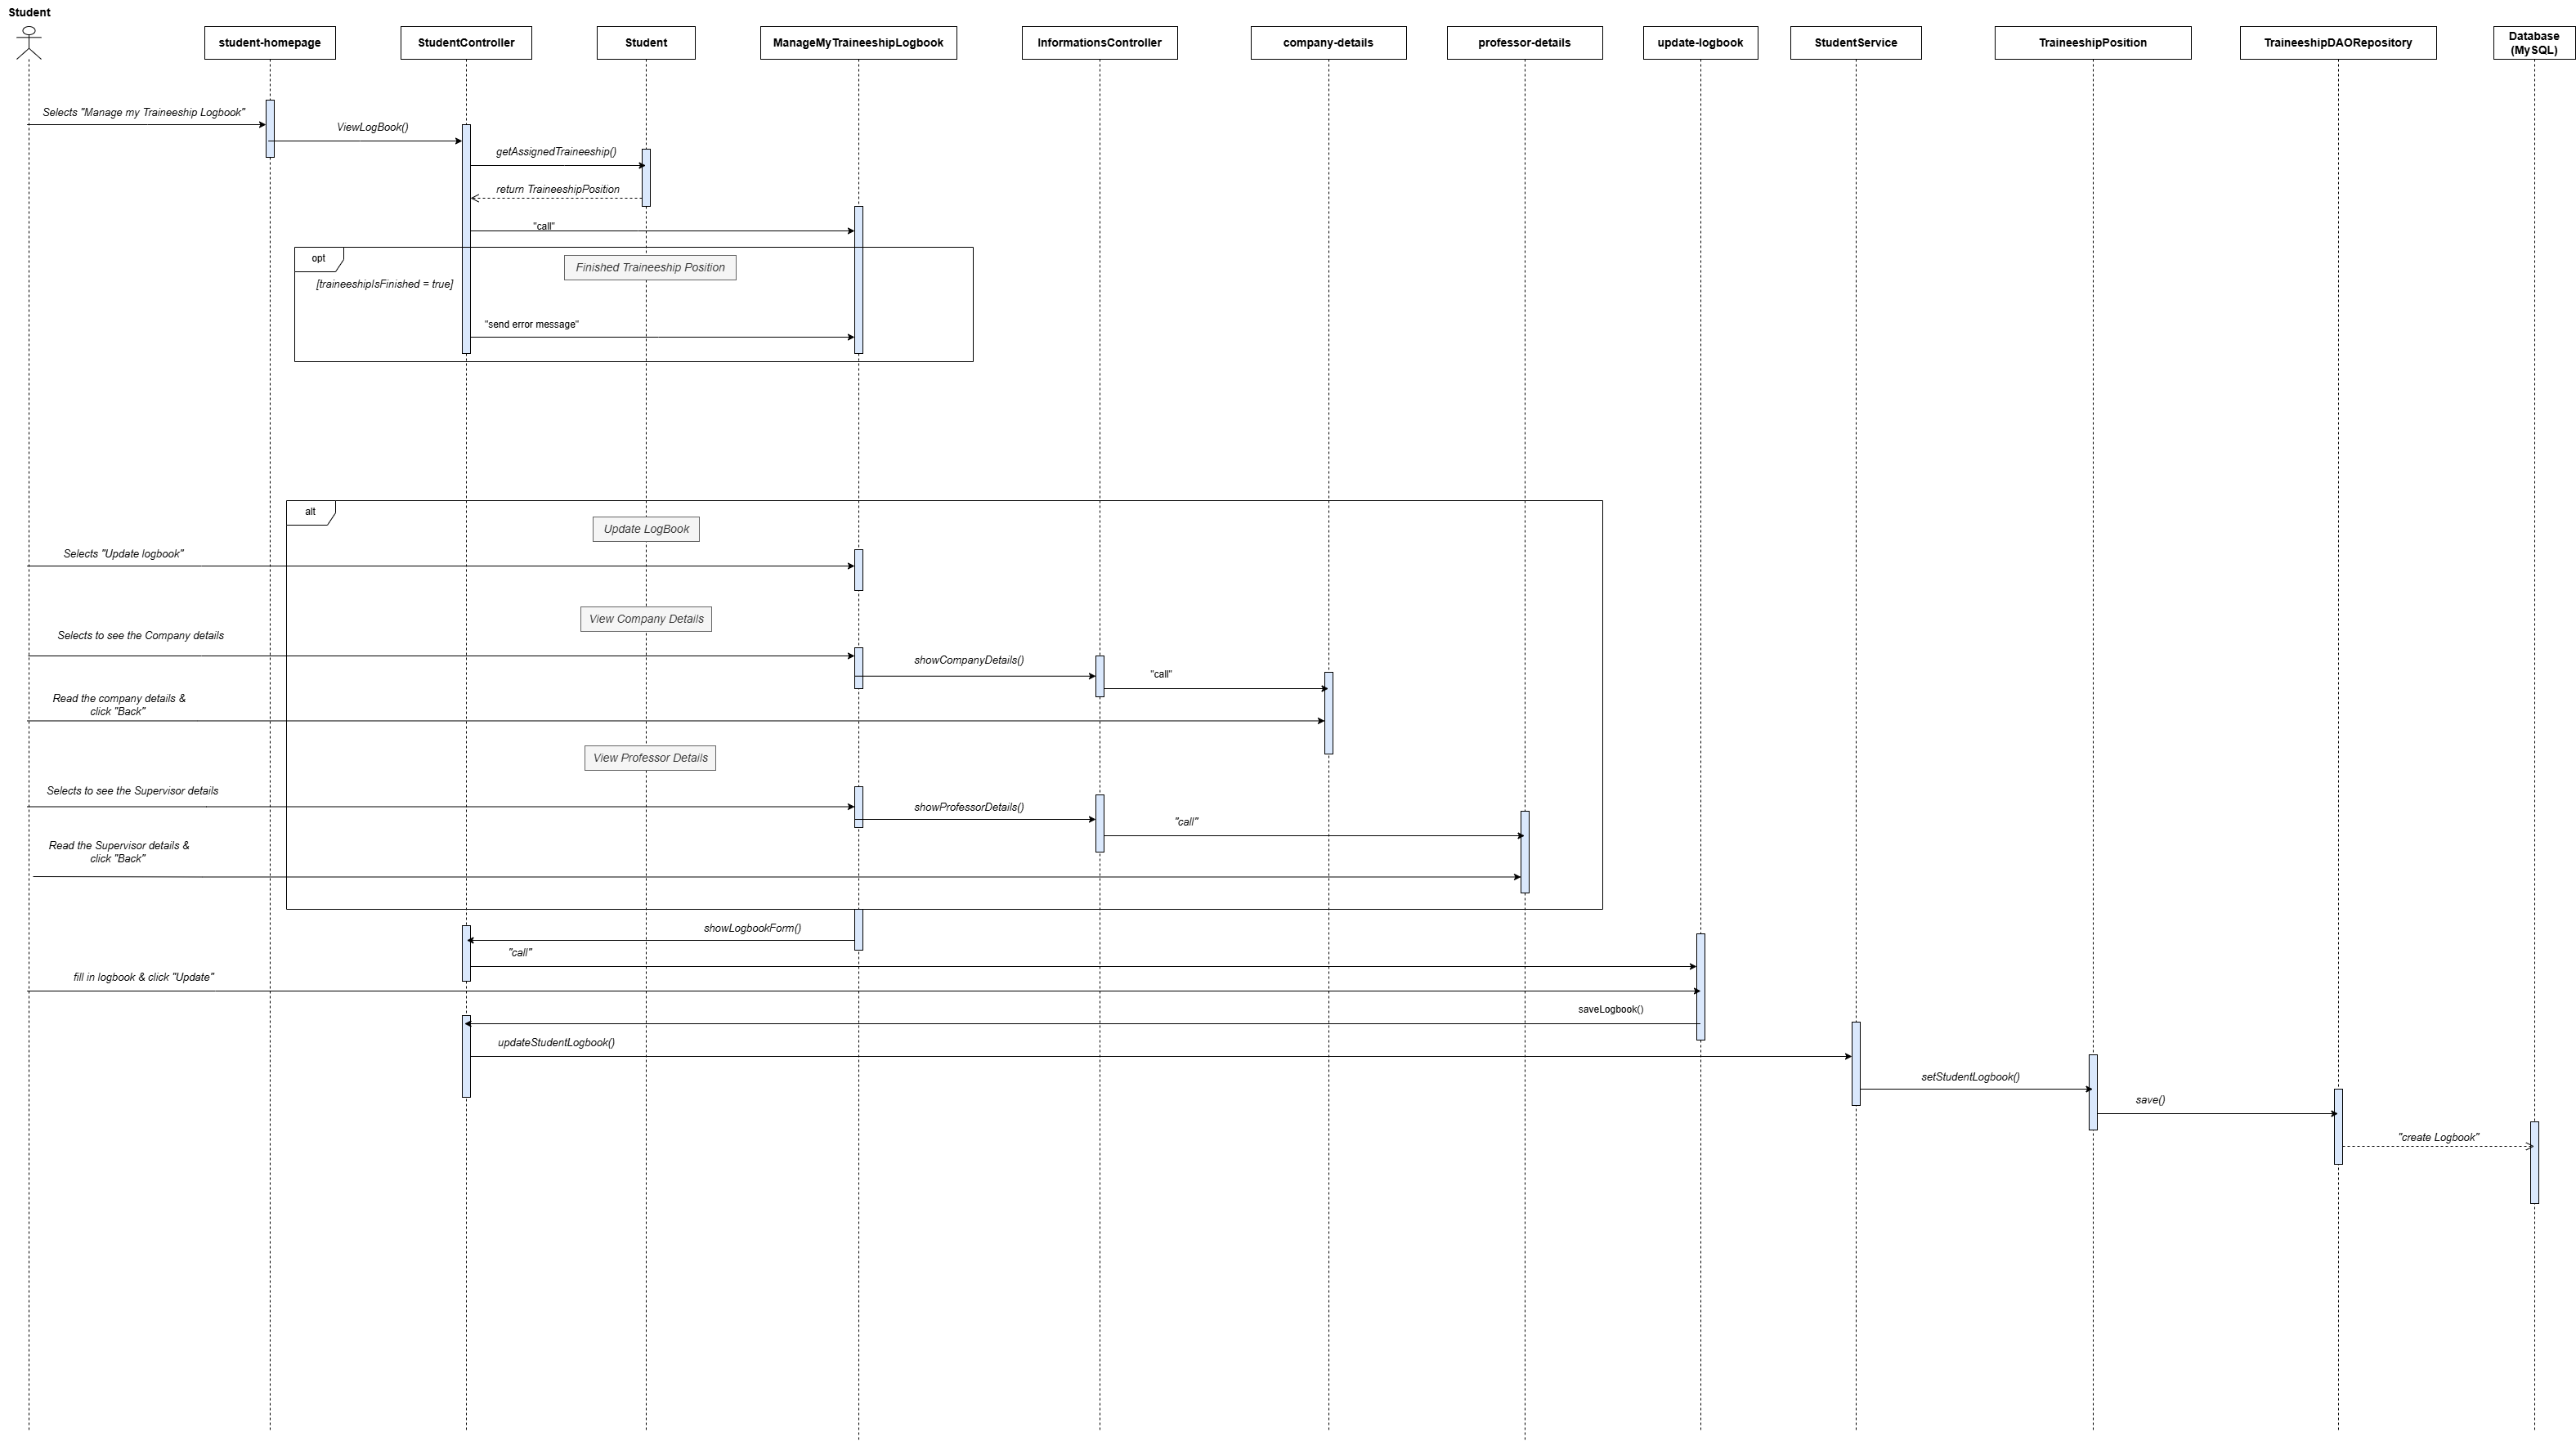 Student
student-homepage
StudentController
Student
ManageMyTraineeshipLogbook
InformationsController
company-details
professor-details
update-logbook
StudentService
TraineeshipPosition
TraineeshipDAORepository
Database
(MySQL)
Selects "Manage my Traineeship Logbook"
ViewLogBook()
getAssignedTraineeship()
return TraineeshipPosition
"call"
opt
Finished Traineeship Position
[traineeshipIsFinished = true]
"send error message"
alt
Update LogBook
Selects "Update logbook"
View Company Details
Selects to see the Company details
showCompanyDetails()
"call"
Read the company details &
click "Back"
View Professor Details
Selects to see the Supervisor details
showProfessorDetails()
"call"
Read the Supervisor details &
click "Back"
showLogbookForm()
"call"
fill in logbook & click "Update"
saveLogbook()
updateStudentLogbook()
setStudentLogbook()
save()
"create Logbook"